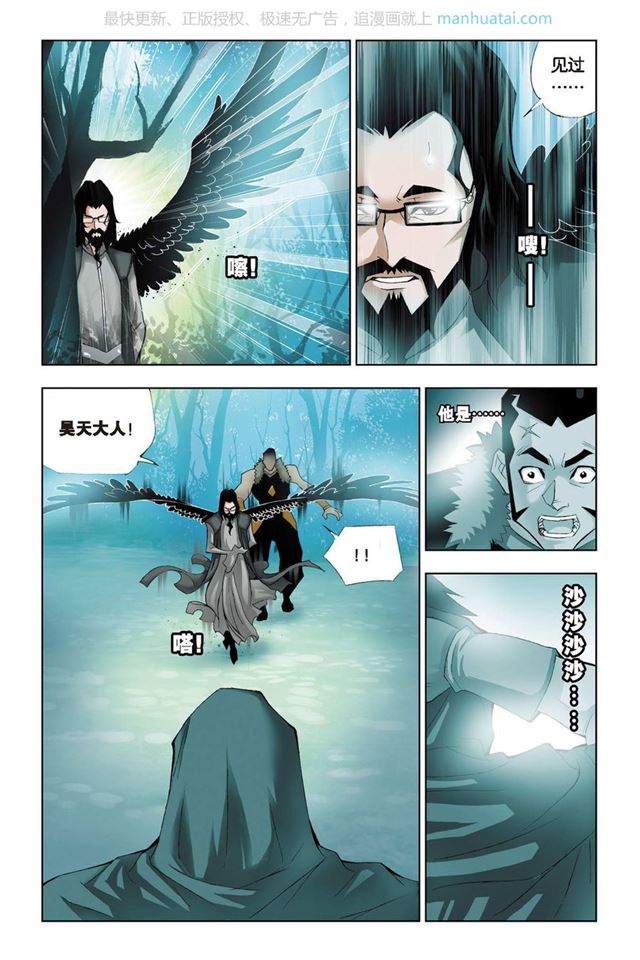 最快更新、正版授权、极速无广告，追漫画就上 manhuatai.com
嚓！
见过
……
——嗖！——
昊天大人！
！！
嗒！
他是……
沙沙沙沙……